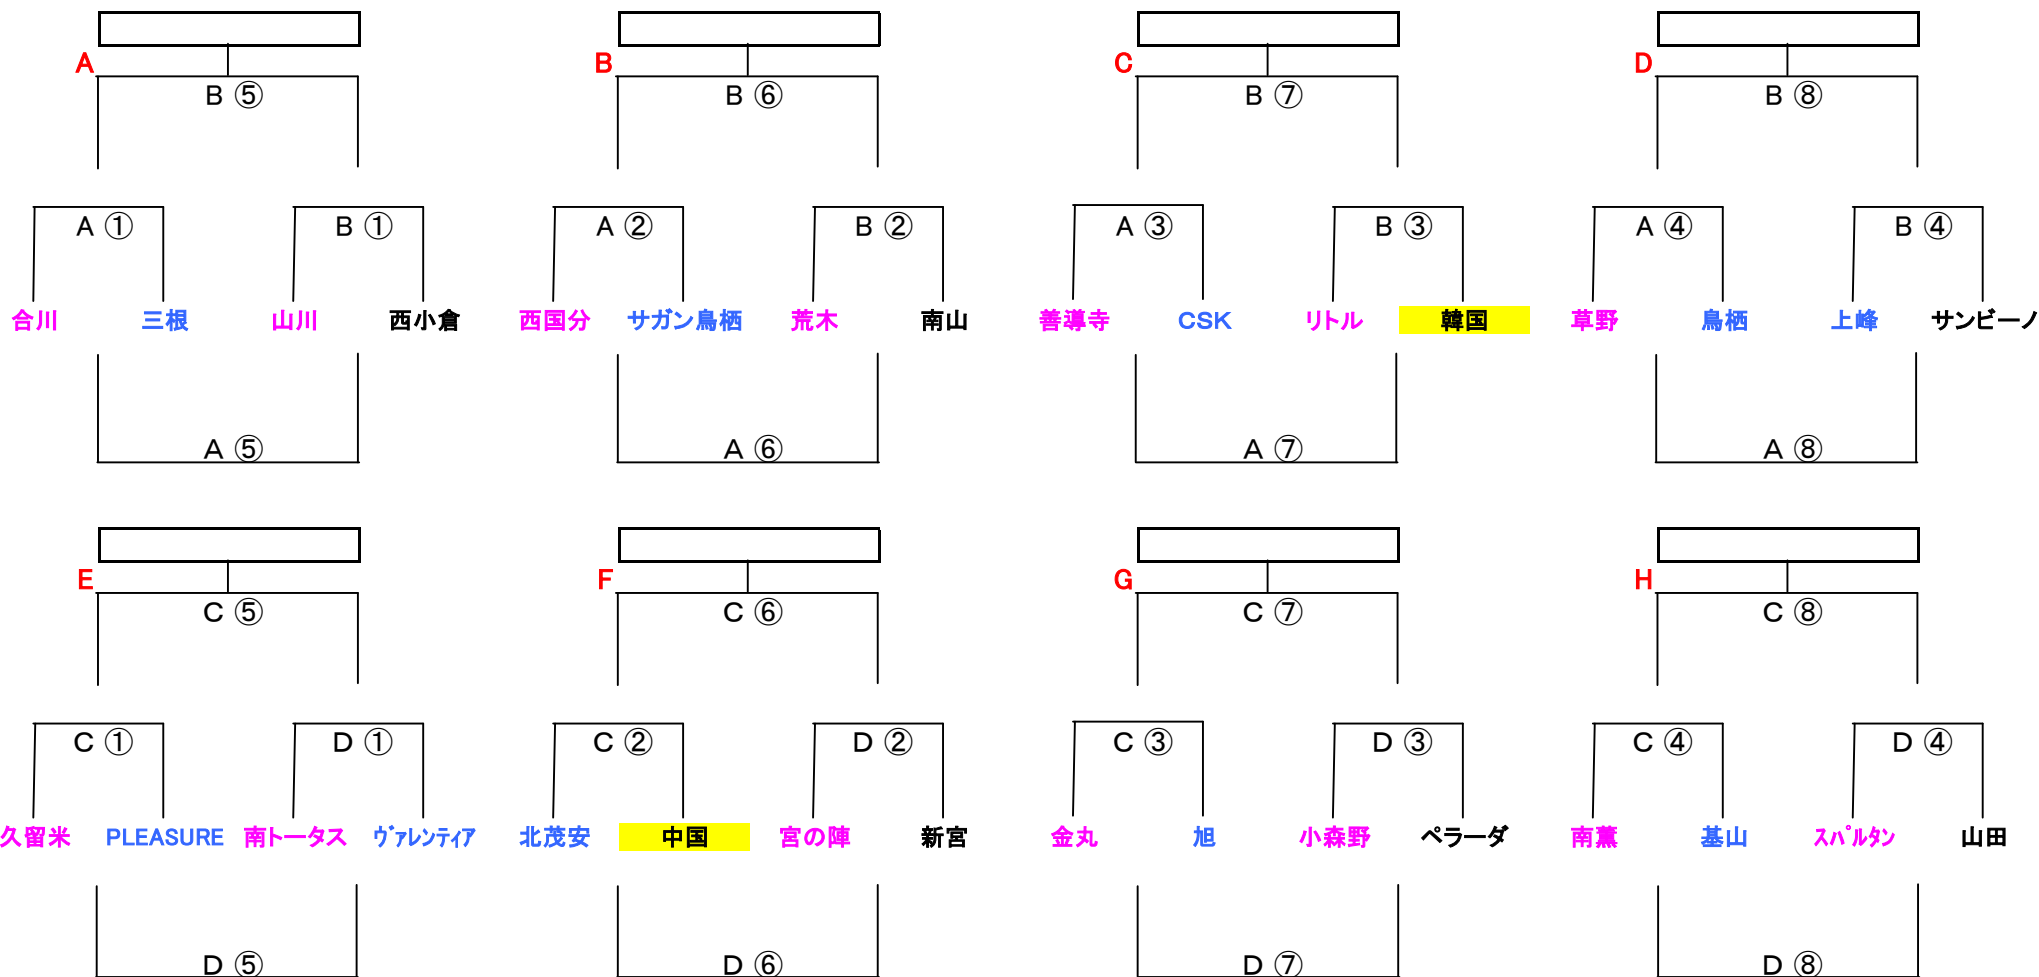 A B C D
B ⑤ B ⑥ B ⑦ B ⑧
A ① B ① A ② B ② A ③ B ③ A ④ B ④
合川 三根 山川 西小倉 西国分 サガン鳥栖 荒木 南山 善導寺 CSK リトル 韓国 草野 鳥栖 上峰 サンビーノ
A ⑤ A ⑥ A ⑦ A ⑧
E F G H
C ⑤ C ⑥ C ⑦ C ⑧
C ① D ① C ② D ② C ③ D ③ C ④ D ④
久留米 PLEASURE 南トータス ヴァレンティア 北茂安 中国 宮の陣 新宮 金丸 旭 小森野 ペラーダ 南薫 基山 スパルタン 山田
D ⑤ D ⑥ D ⑦ D ⑧